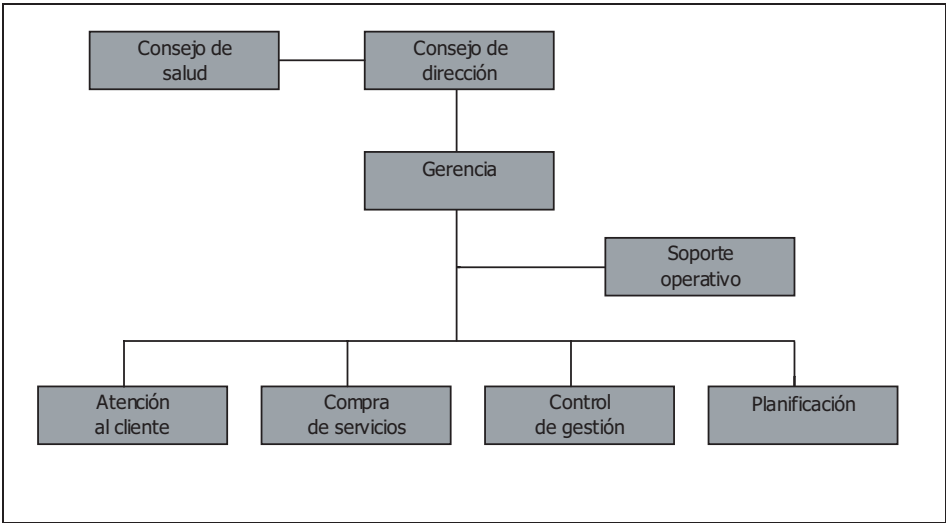 Consejo de
salud
Consejo de
dirección
Gerencia
Soporte
operativo
Atención
al cliente
Compra
de servicios
Control
de gestión
Planificación